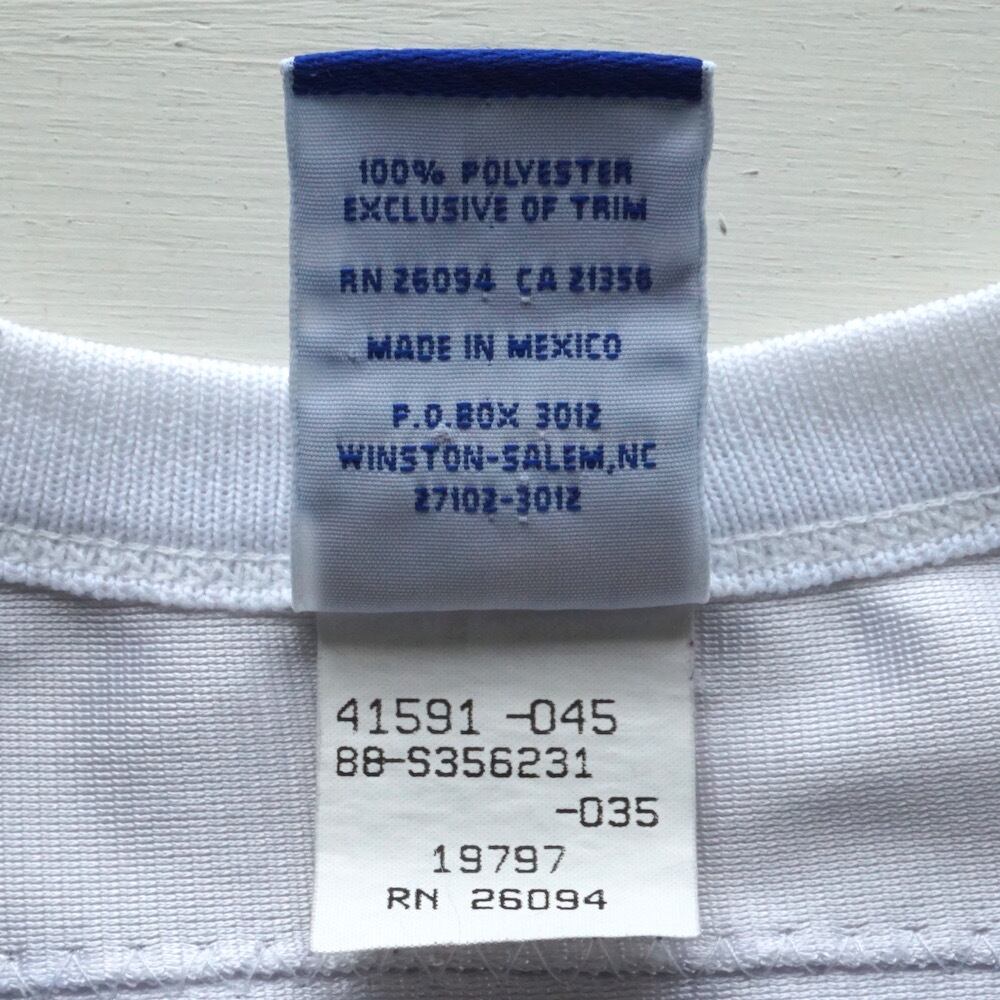 100% POLYESTER
EXCLUSIVE OF TRIM
RN 26094 CA 21356
MADE IN MEXICO
P.O.BOX 3012
WINSTON-SALEM,NC
27102-3012
41591 -045
88-S356231
-035
19797
RN 26094